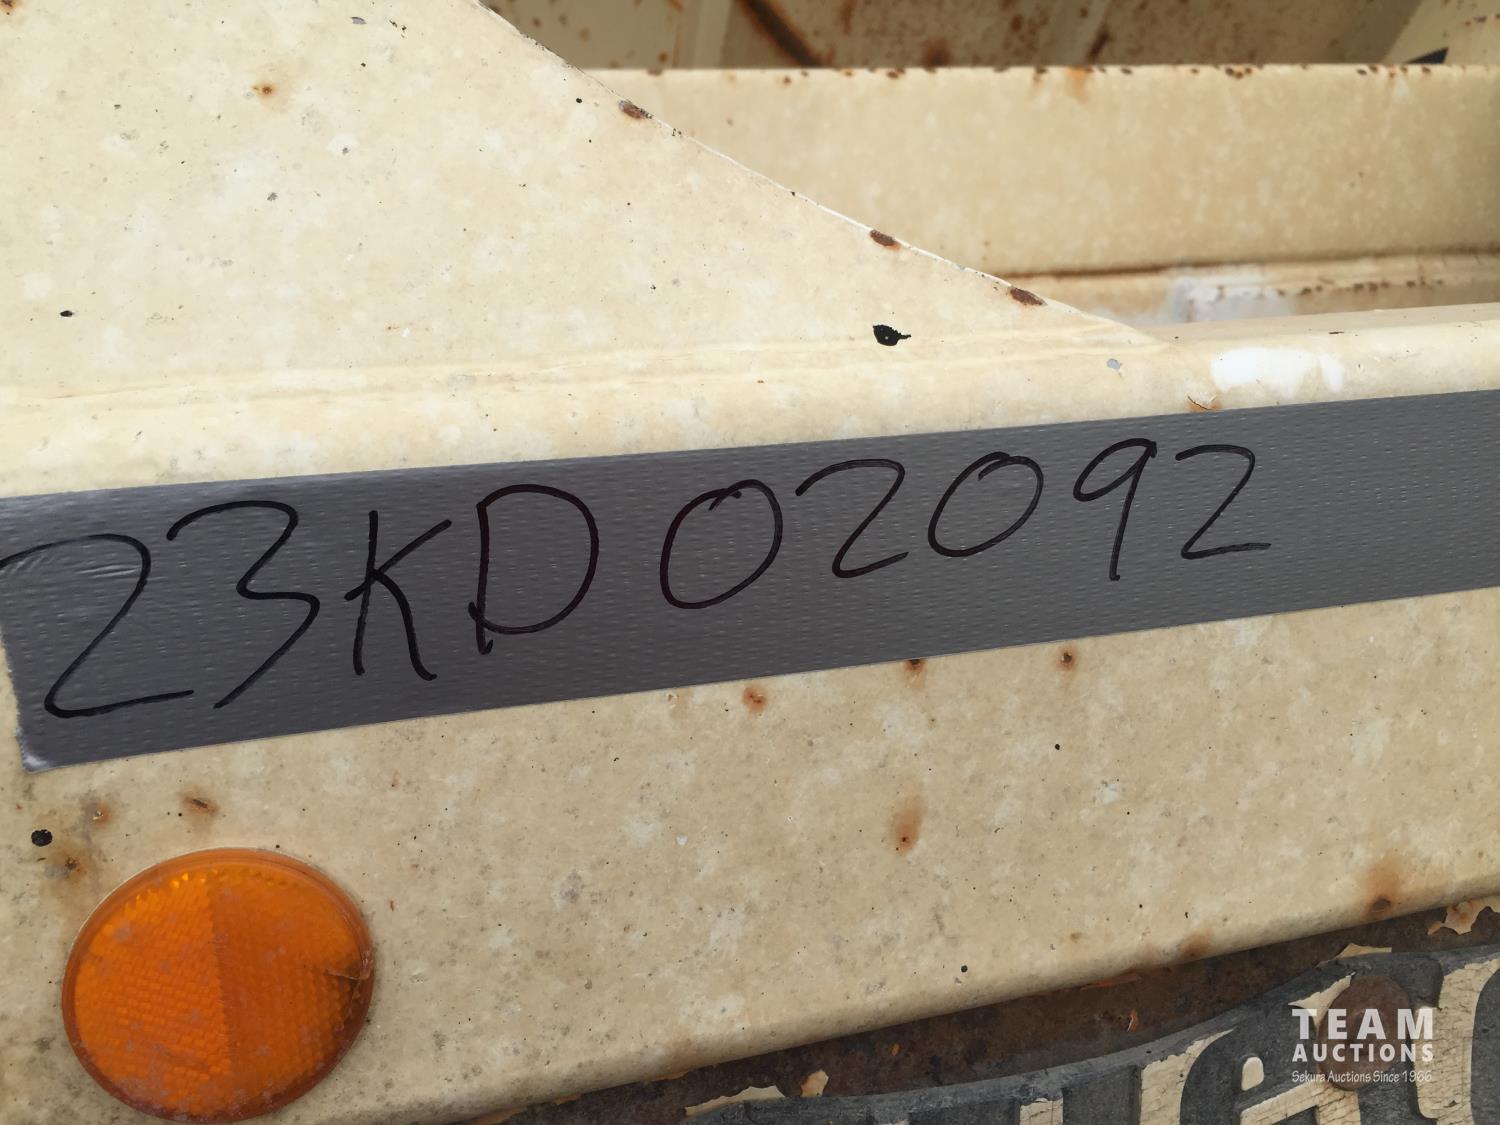 23KD02092
TEAM
AUCTIONS
Sekura Auctions Since 1966